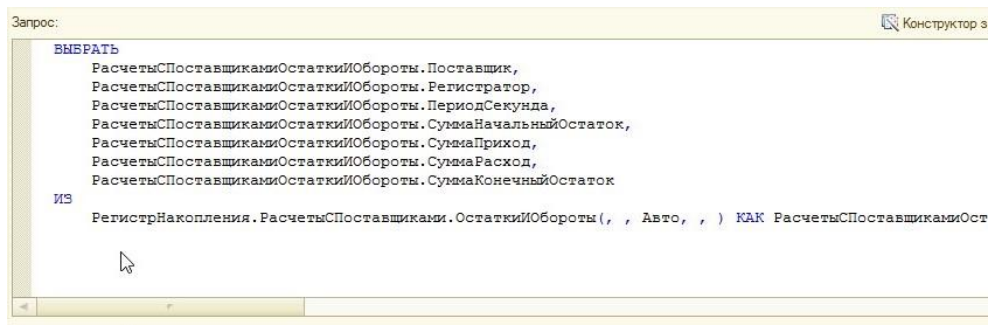 Запрос:
Конструктор з
ВЫБРАТЬ
РасчетыСПоставщикамиОстаткиИОбороты.Поставщик,
РасчетыСПоставщикамиОстаткиИОбороты.Регистратор,
РасчетыСПоставщикамиОстаткиИОбороты.ПериодСекунда,
РасчетыСПоставщикамиОстаткиИОбороты.СуммаНачальныйОстаток,
РасчетыСПоставщикамиОстаткиИОбороты.СуммаПриход,
РасчетыСПоставщикамиОстаткиИОбороты.СуммаРасход,
РасчетыСПоставщикамиОстаткиИОбороты.СуммаКонечныйОстаток
ИЗ
РегистрНакопления.РасчетыСПоставщиками.ОстаткиИОбороты(, , Авто, , ) КАК РасчетыСПоставщикамиОст